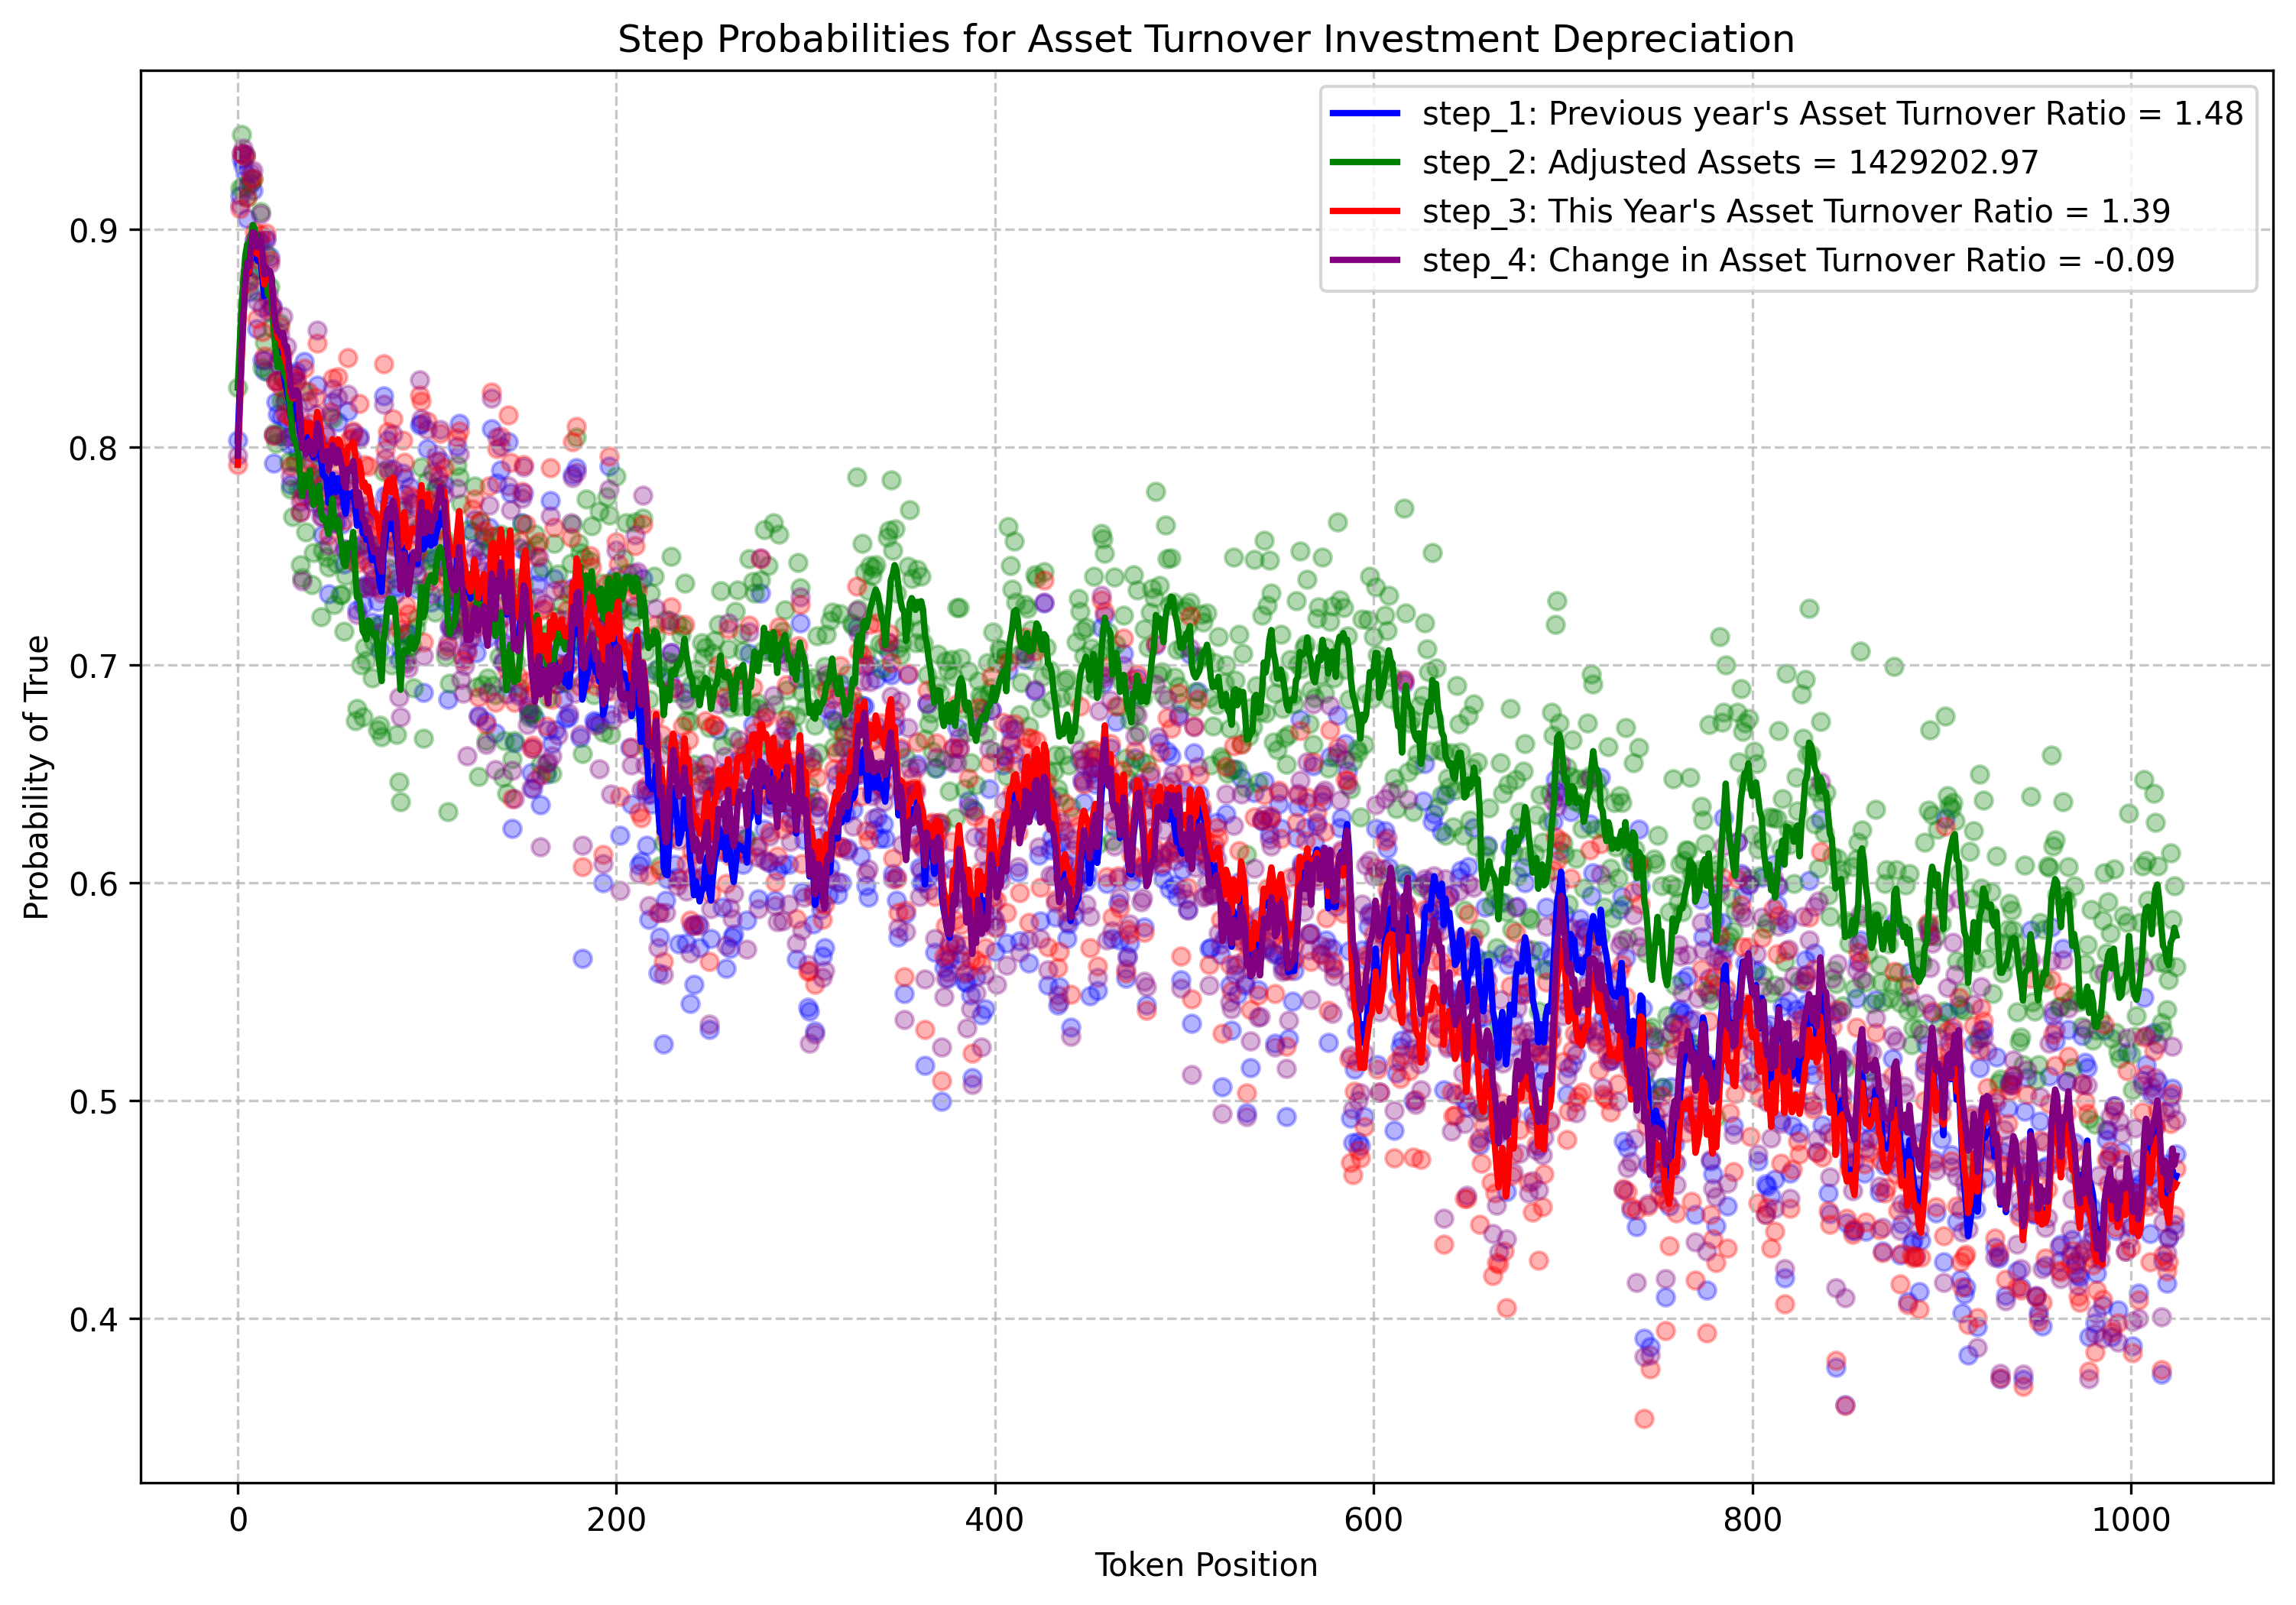 Step Probabilities for Asset Turnover Investment Depreciation
step_1: Previous year's Asset Turnover Ratio = 1.48
step_2: Adjusted Assets = 1429202.97
step_3: This Year's Asset Turnover Ratio = 1.39
step_4: Change in Asset Turnover Ratio = -0.09
Probability of True
0.9
0.8
0.7
0.6
0.5
0.4
0 200 400 600 800 1000
Token Position